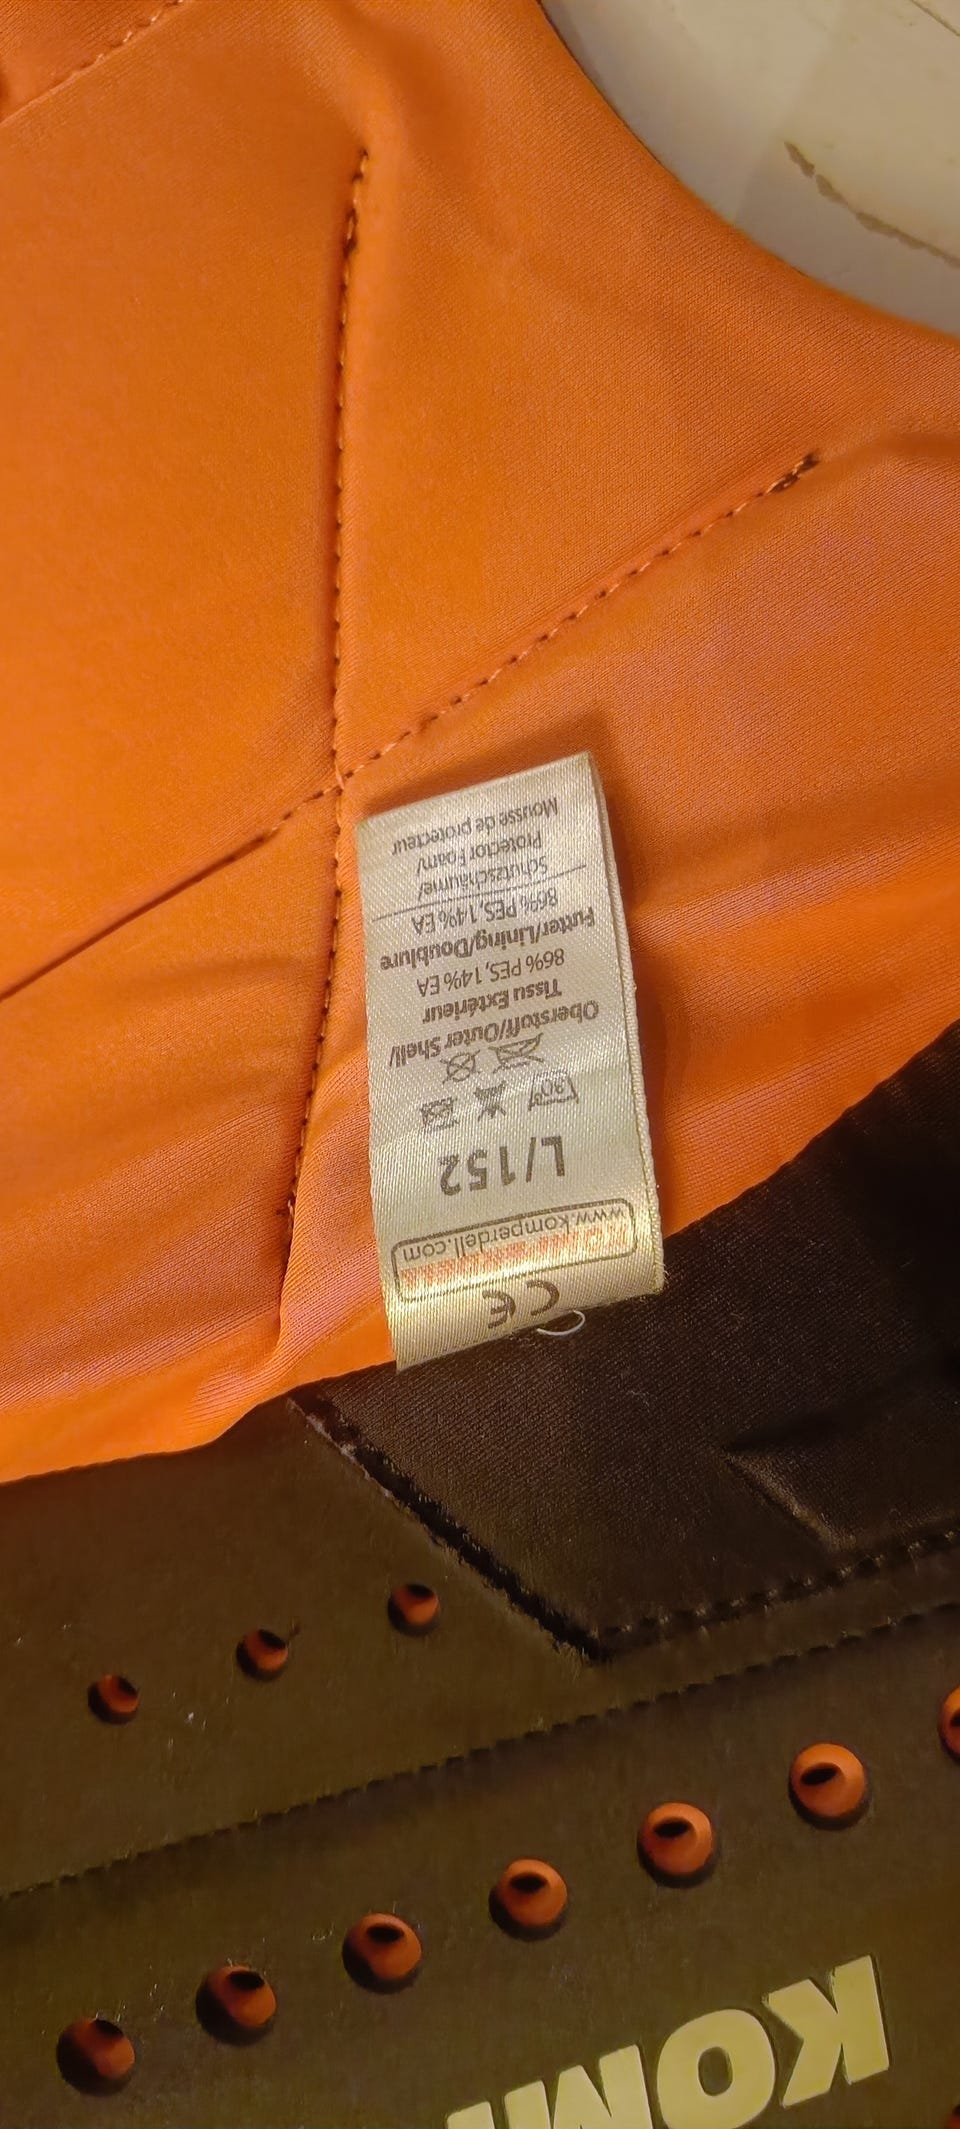 CE
www.komperdell.com
L/152
30°
Oberstoff/Outer Shell/
Tissu Extérieur
86% PES, 14% EA
Futter/Lining/Doublure
86% PES, 14% EA
Schutzschäume/
Protector Foam/
Mousse de protecteur
KOM